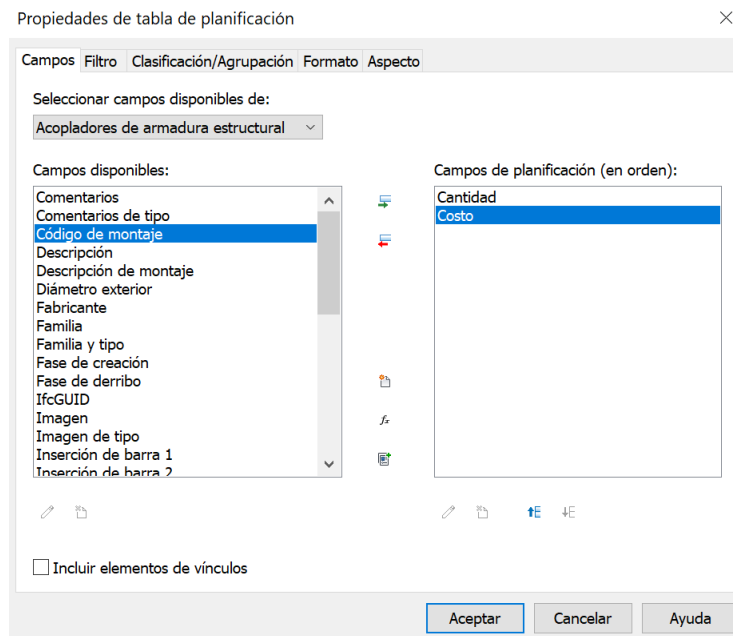 Propiedades de tabla de planificación
Campos Filtro Clasificación/Agrupación Formato Aspecto
Seleccionar campos disponibles de:
Acopladores de armadura estructural
Campos disponibles:
Comentarios
Comentarios de tipo
Código de montaje
Descripción
Descripción de montaje
Diámetro exterior
Fabricante
Familia
Familia y tipo
Fase de creación
Fase de derribo
IfcGUID
Imagen
Imagen de tipo
Inserción de barra 1
Inserción de barra 2
fx
Campos de planificación (en orden):
Cantidad
Costo
Incluir elementos de vínculos
Aceptar Cancelar Ayuda